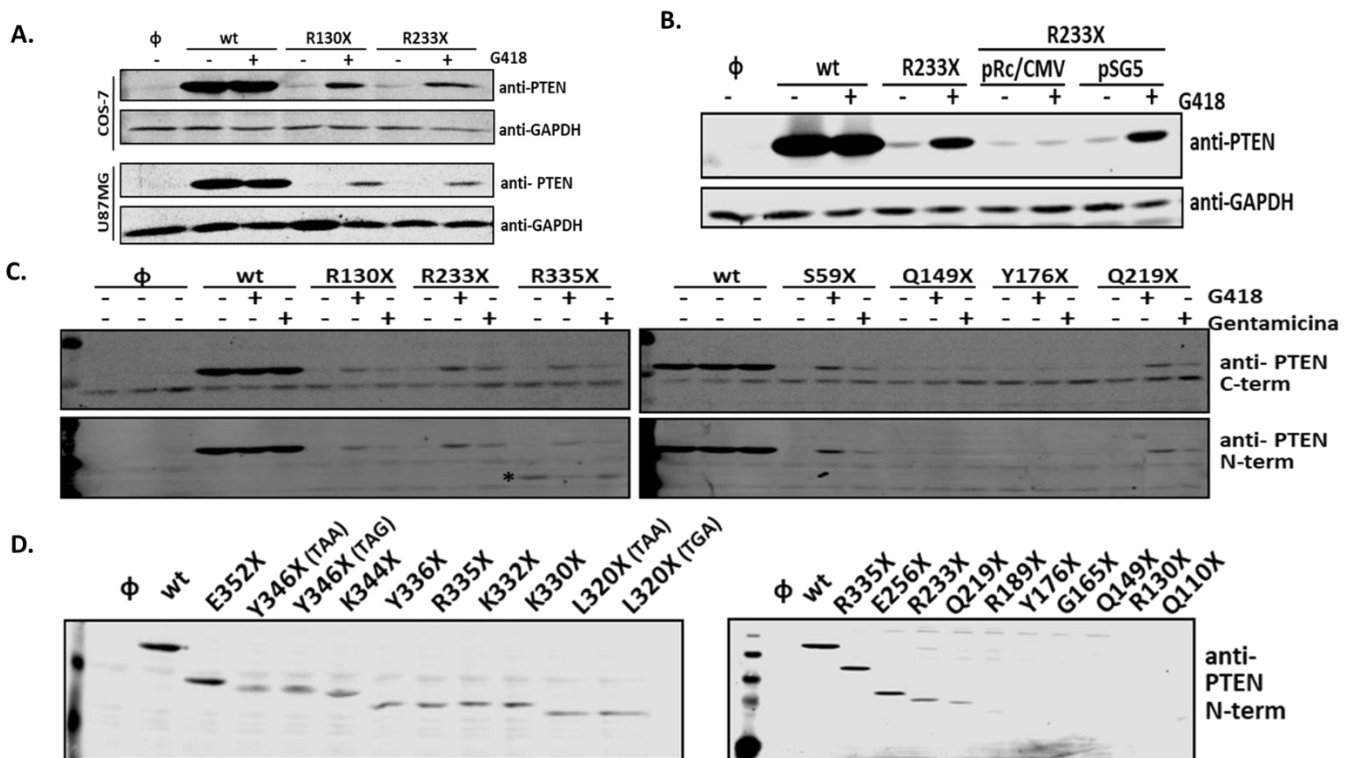 A.
ϕ wt R130X R233X
- - + - + - + G418
COS-7
anti-PTEN
anti-GAPDH
U87MG
anti- PTEN
anti-GAPDH
B.
R233X
ϕ wt R233X pRc/CMV pSG5
- - + - + - + - + G418
anti-PTEN
anti-GAPDH
C.
ϕ wt R130X R233X R335X wt S59X Q149X Y176X Q219X
- - - - + - - + - - + - - + - - - - - + - - + - - + - - + - G418
- - - - - + - - + - - + - - + - - - - - + - - + - - + - - + Gentamicina
anti- PTEN
C-term
anti- PTEN
N-term
*
D.
ϕ wt E352X Y346X (TAA) Y346X (TAG) K344X Y336X R335X K332X K330X L320X (TAA) L320X (TGA)
ϕ wt R335X E256X R233X Q219X R189X Y176X G165X Q149X R130X Q110X
anti-
PTEN
N-term